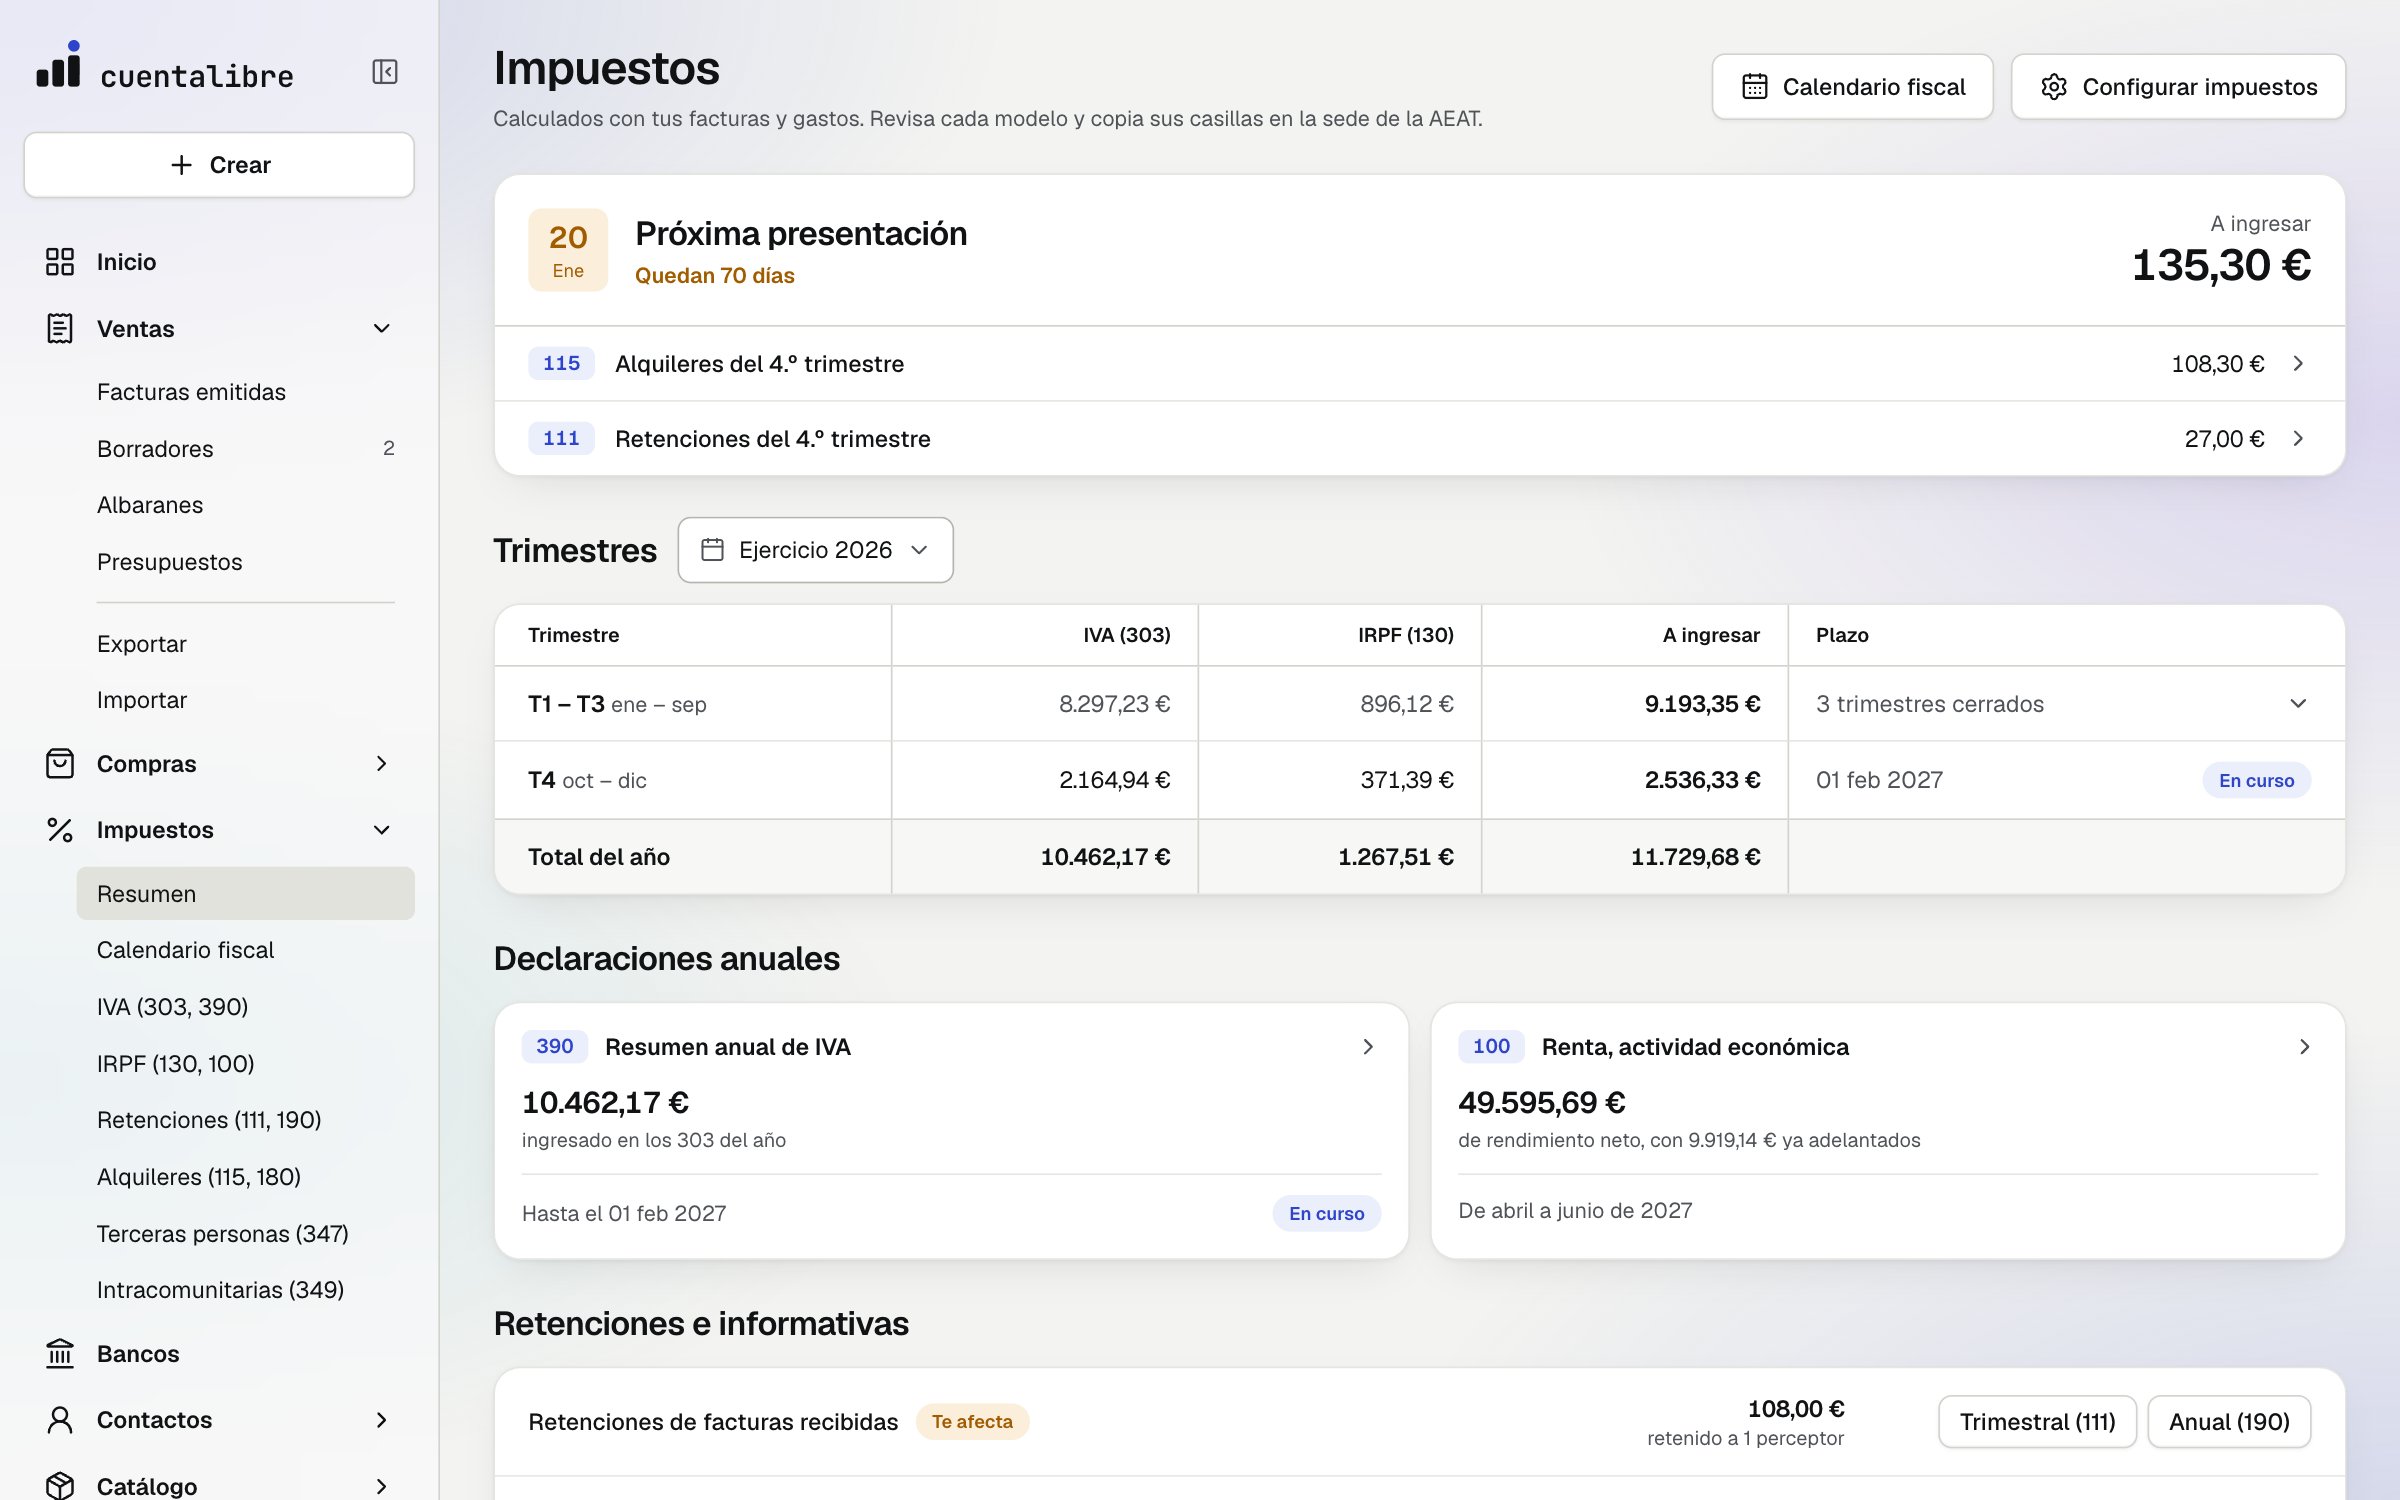 cuentalibre
Crear
Inicio
Ventas
Facturas emitidas
Borradores 2
Albaranes
Presupuestos
Exportar
Importar
Compras
Impuestos
Resumen
Calendario fiscal
IVA (303, 390)
IRPF (130, 100)
Retenciones (111, 190)
Alquileres (115, 180)
Terceras personas (347)
Intracomunitarias (349)
Bancos
Contactos
Catálogo
Impuestos
Calculados con tus facturas y gastos. Revisa cada modelo y copia sus casillas en la sede de la AEAT.
Calendario fiscal
Configurar impuestos
20
Ene
Próxima presentación
Quedan 70 días
A ingresar
135,30 €
115 Alquileres del 4.º trimestre 108,30 €
111 Retenciones del 4.º trimestre 27,00 €
Trimestres
Ejercicio 2026
Trimestre IVA (303) IRPF (130) A ingresar Plazo
T1 – T3 ene – sep 8.297,23 € 896,12 € 9.193,35 € 3 trimestres cerrados
T4 oct – dic 2.164,94 € 371,39 € 2.536,33 € 01 feb 2027 En curso
Total del año 10.462,17 € 1.267,51 € 11.729,68 €
Declaraciones anuales
390 Resumen anual de IVA
10.462,17 €
ingresado en los 303 del año
Hasta el 01 feb 2027 En curso
100 Renta, actividad económica
49.595,69 €
de rendimiento neto, con 9.919,14 € ya adelantados
De abril a junio de 2027
Retenciones e informativas
Retenciones de facturas recibidas Te afecta
108,00 €
retenido a 1 perceptor
Trimestral (111)
Anual (190)